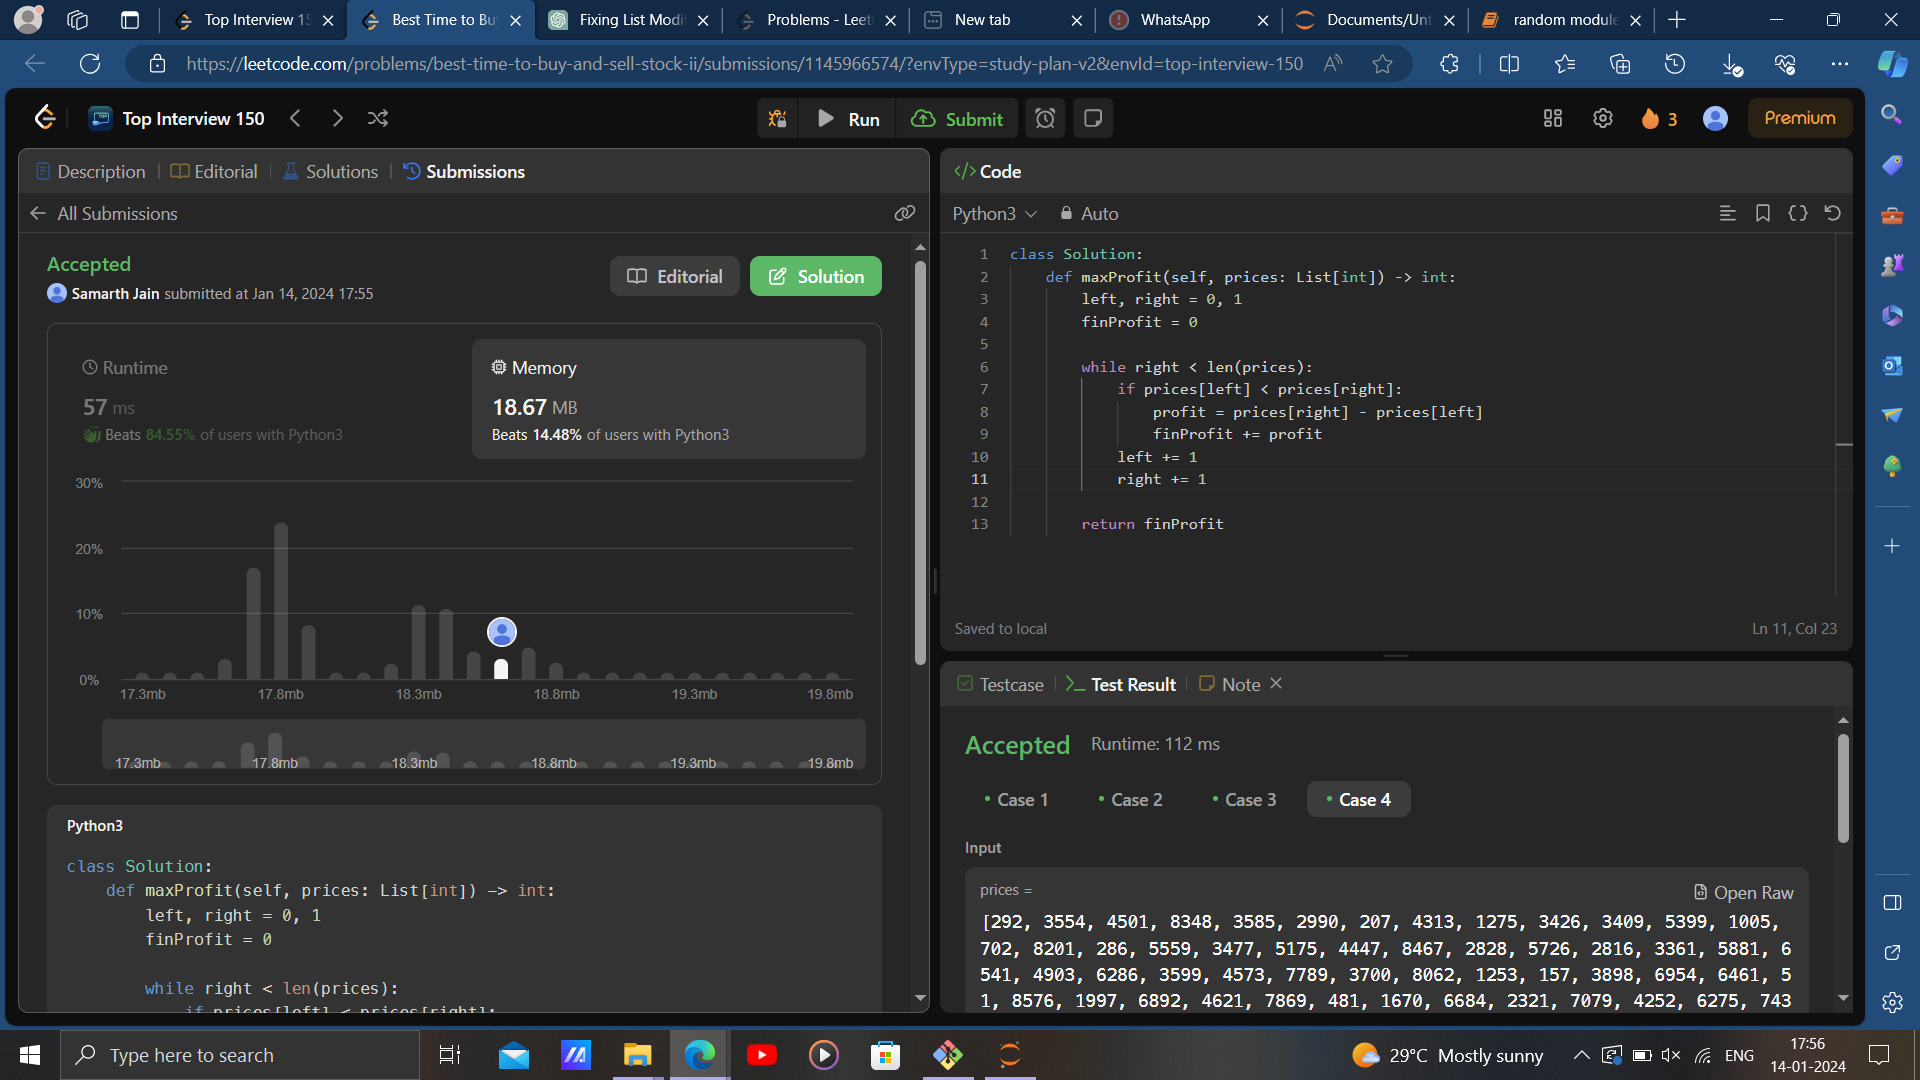 Top Interview 15
Best Time to Bu
Fixing List Modi
Problems - Leet
New tab
WhatsApp
Documents/Unt
random module
https://leetcode.com/problems/best-time-to-buy-and-sell-stock-ii/submissions/1145966574/?envType=study-plan-v2&envId=top-interview-150
Top Interview 150
Run
Submit
3
Premium
Description
Editorial
Solutions
Submissions
All Submissions
Accepted
Samarth Jain submitted at Jan 14, 2024 17:55
Editorial
Solution
Runtime
57 ms
Beats 84.55% of users with Python3
Memory
18.67 MB
Beats 14.48% of users with Python3
30%
20%
10%
0%
17.3mb 17.8mb 18.3mb 18.8mb 19.3mb 19.8mb
17.3mb 17.8mb 18.3mb 18.8mb 19.3mb 19.8mb
Python3
class Solution:
def maxProfit(self, prices: List[int]) -> int:
left, right = 0, 1
finProfit = 0
while right < len(prices):
if prices[left] < prices[right]:
</> Code
Python3
Auto
1 class Solution:
2 def maxProfit(self, prices: List[int]) -> int:
3 left, right = 0, 1
4 finProfit = 0
5
6 while right < len(prices):
7 if prices[left] < prices[right]:
8 profit = prices[right] - prices[left]
9 finProfit += profit
10 left += 1
11 right += 1
12
13 return finProfit
Saved to local
Ln 11, Col 23
Testcase
Test Result
Note
Accepted
Runtime: 112 ms
Case 1
Case 2
Case 3
Case 4
Input
prices =
Open Raw
[292, 3554, 4501, 8348, 3585, 2990, 207, 4313, 1275, 3426, 3409, 5399, 1005,
702, 8201, 286, 5559, 3477, 5175, 4447, 8467, 2828, 5726, 2816, 3361, 5881, 6
541, 4903, 6286, 3599, 4573, 7789, 3700, 8062, 1253, 157, 3898, 6954, 6461, 5
1, 8576, 1997, 6892, 4621, 7869, 481, 1670, 6684, 2321, 7079, 4252, 6275, 743
Type here to search
29°C Mostly sunny
ENG
17:56
14-01-2024